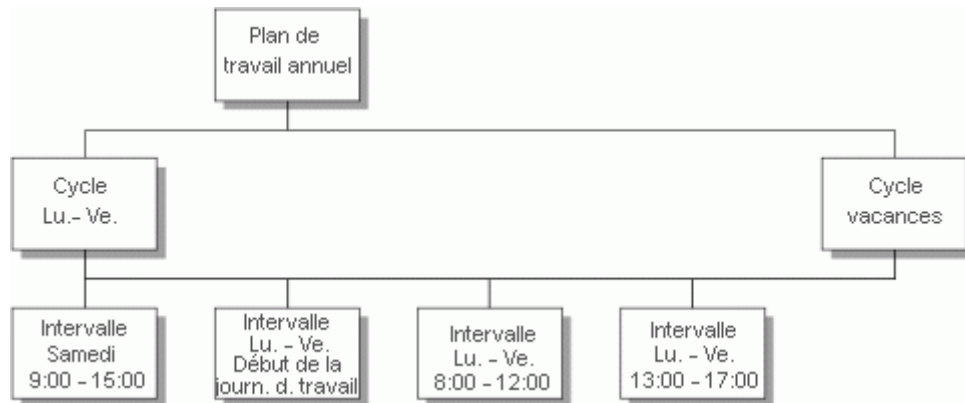 Plan de
travail annuel
Cycle
Lu.- Ve.
Cycle
vacances
Intervalle
Samedi
9:00 - 15:00
Intervalle
Lu. - Ve.
Début de la
journ. d. travail
Intervalle
Lu. - Ve.
8:00 - 12:00
Intervalle
Lu. - Ve.
13:00 - 17:00